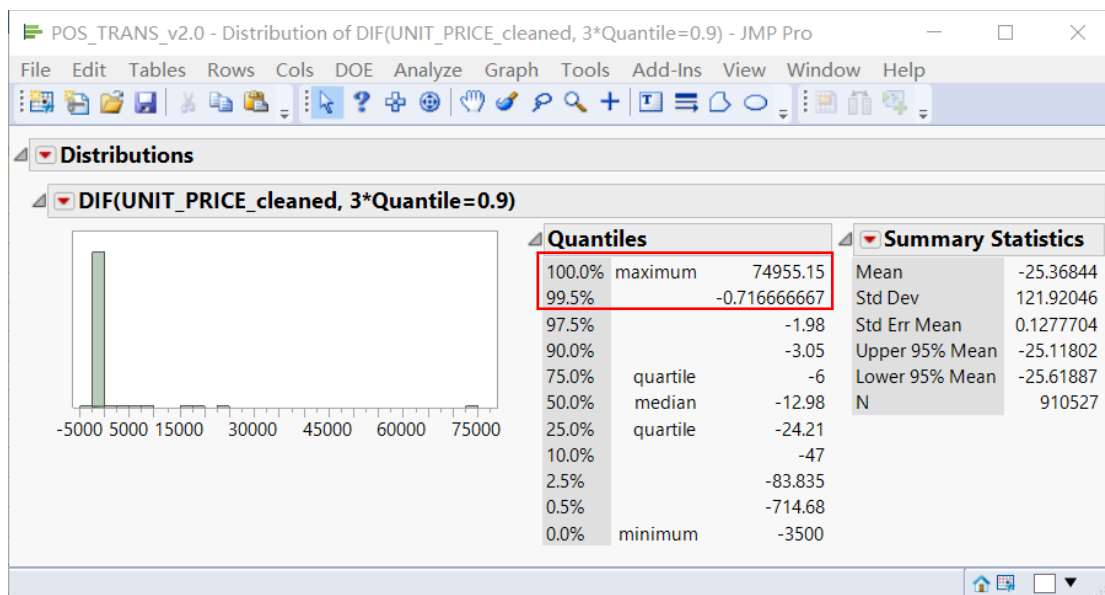 POS_TRANS_v2.0 - Distribution of DIF(UNIT_PRICE_cleaned, 3*Quantile=0.9) - JMP Pro
File Edit Tables Rows Cols DOE Analyze Graph Tools Add-Ins View Window Help
Distributions
DIF(UNIT_PRICE_cleaned, 3*Quantile=0.9)
-5000 5000 15000 30000 45000 60000 75000
Quantiles
100.0% maximum 74955.15
99.5% -0.716666667
97.5% -1.98
90.0% -3.05
75.0% quartile -6
50.0% median -12.98
25.0% quartile -24.21
10.0% -47
2.5% -83.835
0.5% -714.68
0.0% minimum -3500
Summary Statistics
Mean -25.36844
Std Dev 121.92046
Std Err Mean 0.1277704
Upper 95% Mean -25.11802
Lower 95% Mean -25.61887
N 910527